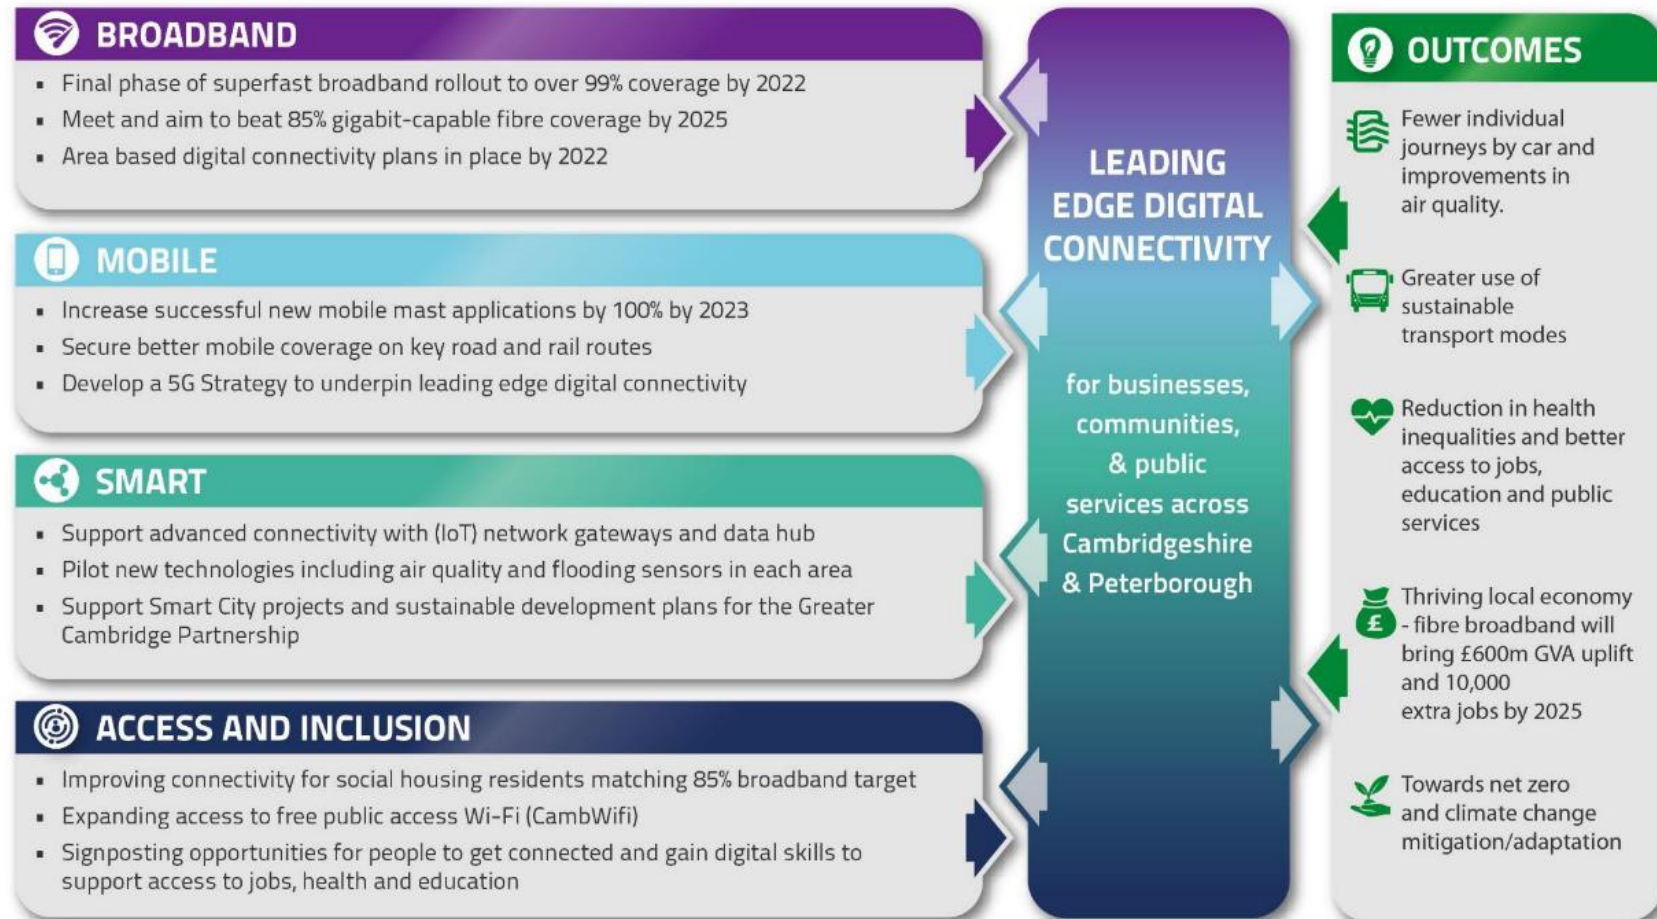 BROADBAND
▪ Final phase of superfast broadband rollout to over 99% coverage by 2022
▪ Meet and aim to beat 85% gigabit-capable fibre coverage by 2025
▪ Area based digital connectivity plans in place by 2022
MOBILE
▪ Increase successful new mobile mast applications by 100% by 2023
▪ Secure better mobile coverage on key road and rail routes
▪ Develop a 5G Strategy to underpin leading edge digital connectivity
SMART
▪ Support advanced connectivity with (IoT) network gateways and data hub
▪ Pilot new technologies including air quality and flooding sensors in each area
▪ Support Smart City projects and sustainable development plans for the Greater
Cambridge Partnership
ACCESS AND INCLUSION
▪ Improving connectivity for social housing residents matching 85% broadband target
▪ Expanding access to free public access Wi-Fi (CambWifi)
▪ Signposting opportunities for people to get connected and gain digital skills to
support access to jobs, health and education
LEADING
EDGE DIGITAL
CONNECTIVITY
for businesses,
communities,
& public
services across
Cambridgeshire
& Peterborough
OUTCOMES
Fewer individual
journeys by car and
improvements in
air quality.
Greater use of
sustainable
transport modes
Reduction in health
inequalities and better
access to jobs,
education and public
services
£
Thriving local economy
- fibre broadband will
bring £600m GVA uplift
and 10,000
extra jobs by 2025
Towards net zero
and climate change
mitigation/adaptation